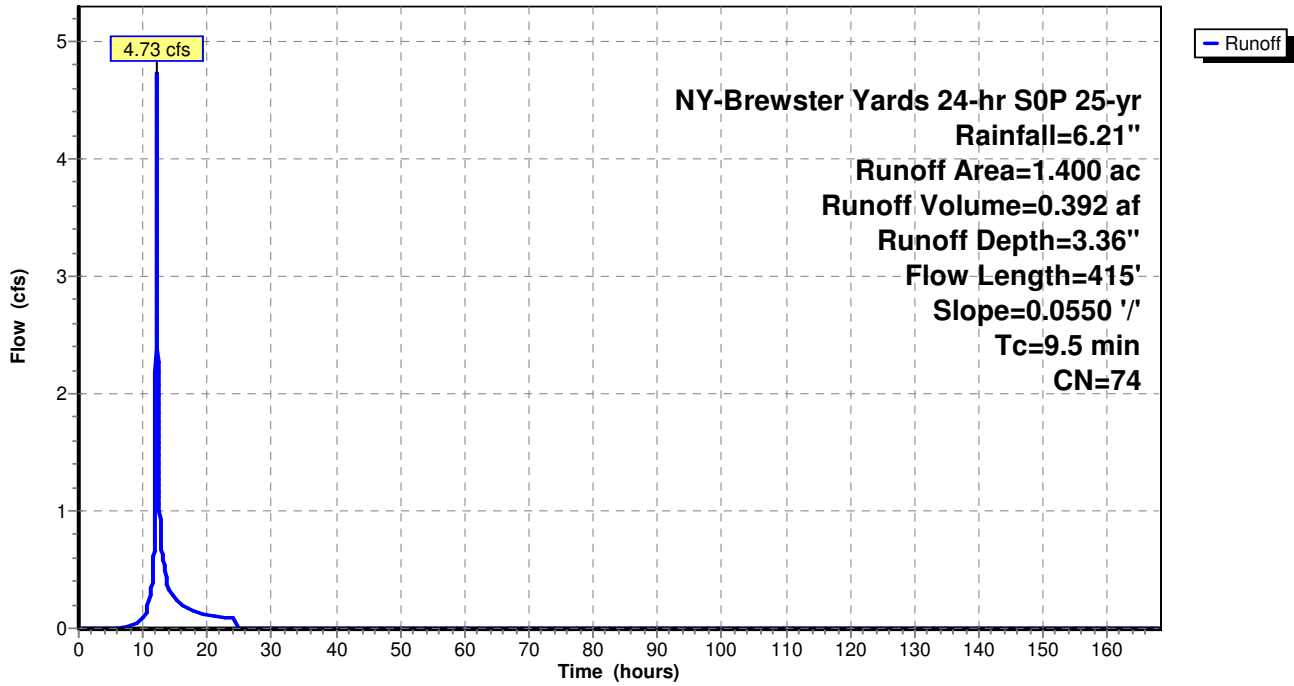 4.73 cfs
Runoff
NY-Brewster Yards 24-hr S0P 25-yr
Rainfall=6.21"
Runoff Area=1.400 ac
Runoff Volume=0.392 af
Runoff Depth=3.36"
Flow Length=415'
Slope=0.0550 '/'
Tc=9.5 min
CN=74
Flow (cfs)
5
4
3
2
1
0
0 10 20 30 40 50 60 70 80 90 100 110 120 130 140 150 160
Time (hours)